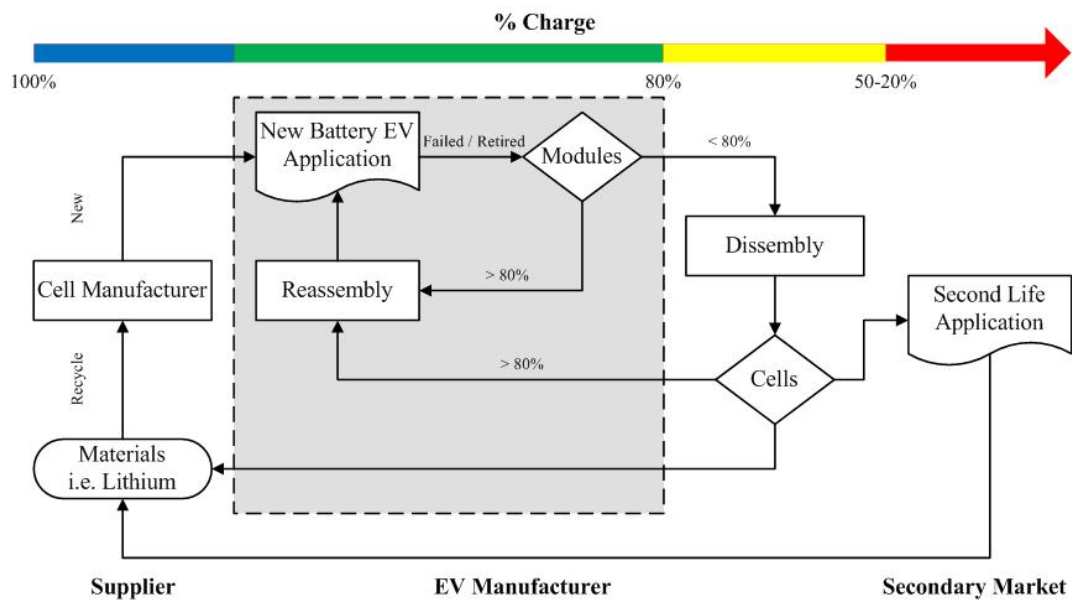 % Charge
100%
80%
50-20%
New Battery EV
Application
Failed / Retired
Modules
< 80%
New
Dissembly
Cell Manufacturer
Reassembly
> 80%
Second Life
Application
> 80%
Cells
Recycle
Materials
i.e. Lithium
Supplier
EV Manufacturer
Secondary Market